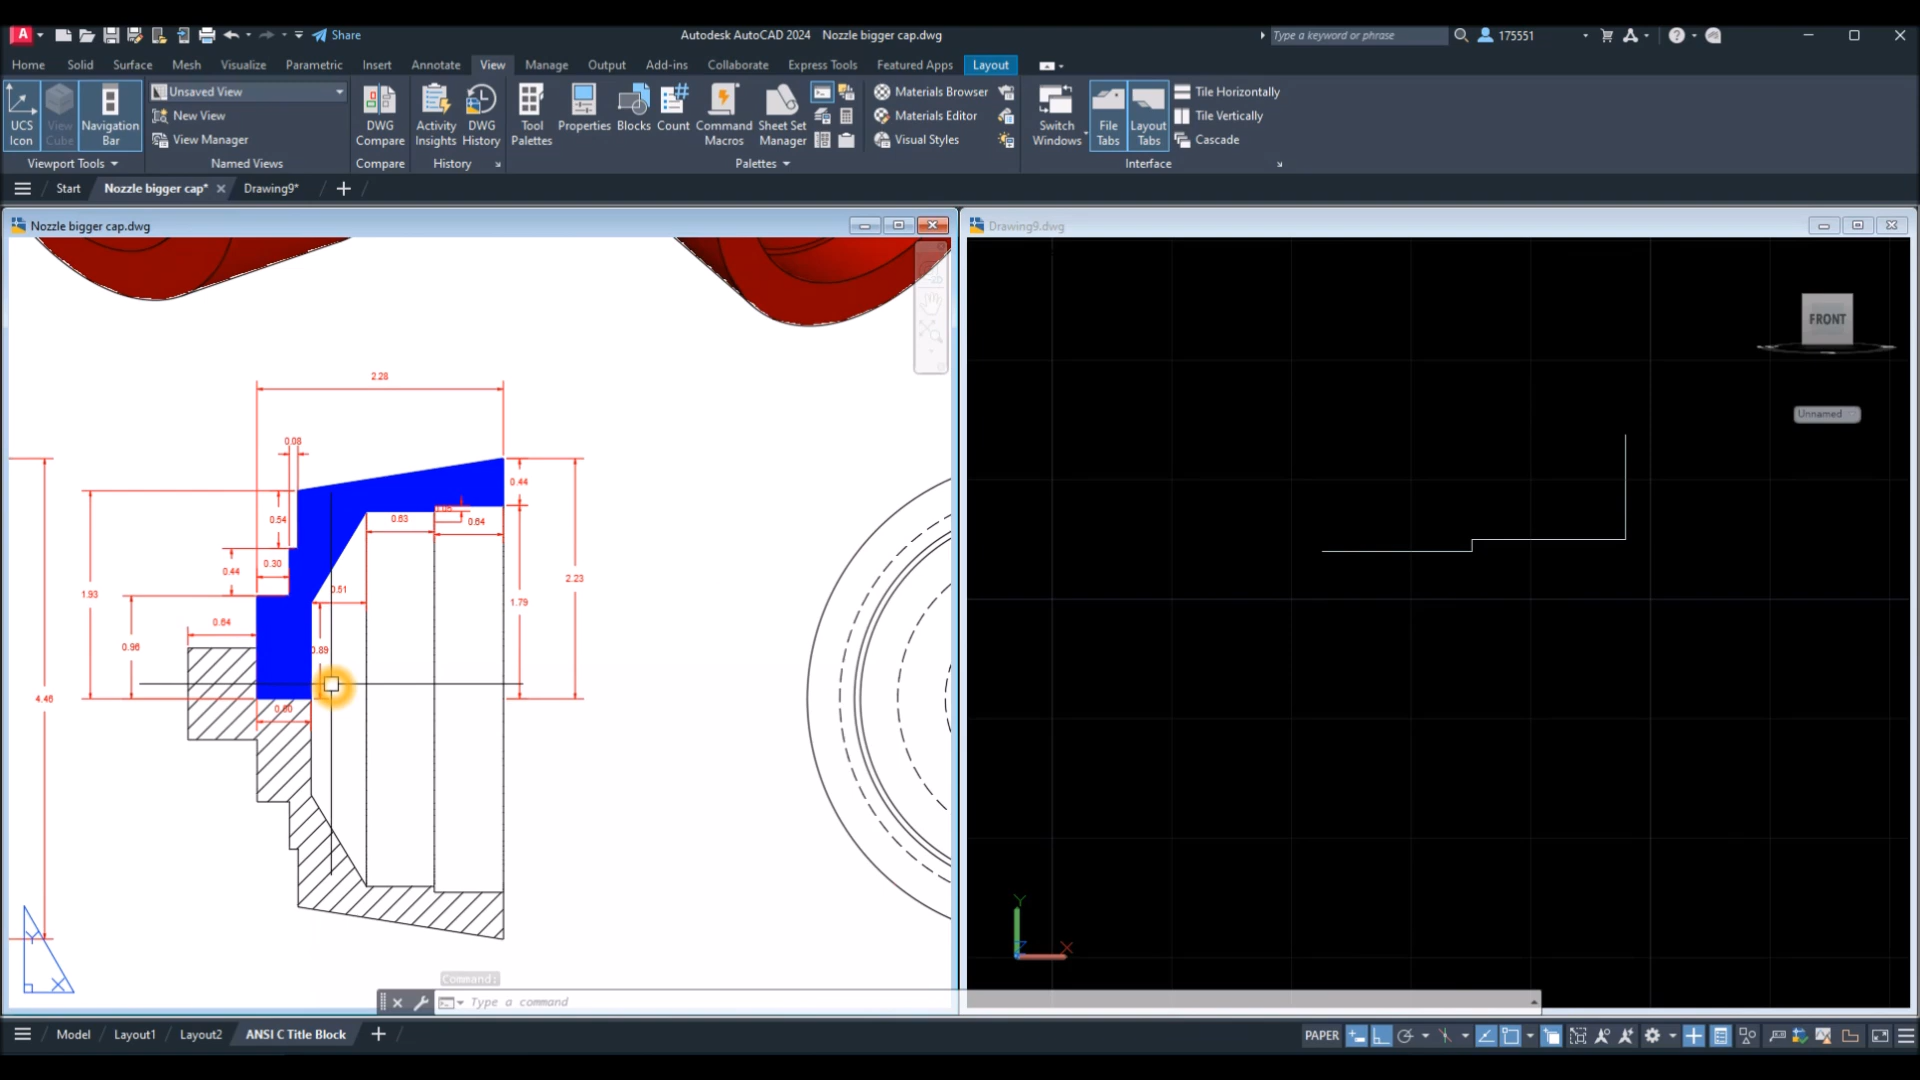 A Share Autodesk AutoCAD 2024 Nozzle bigger cap.dwg Type a keyword or phrase 175551
Home Solid Surface Mesh Visualize Parametric Insert Annotate View Manage Output Add-ins Collaborate Express Tools Featured Apps Layout
UCS Icon
View Cube
Navigation Bar
Viewport Tools
Unsaved View
New View
View Manager
Named Views
DWG Compare
Compare
Activity Insights
DWG History
History
Tool Palettes
Properties
Blocks
Count
Command Macros
Sheet Set Manager
Palettes
Materials Browser
Materials Editor
Visual Styles
Switch Windows
File Tabs
Layout Tabs
Tile Horizontally
Tile Vertically
Cascade
Interface
Start Nozzle bigger cap* Drawing9*
Nozzle bigger cap.dwg
Drawing9.dwg
FRONT
Unnamed
2.28
0.08
0.44
0.54
0.63
0.64
0.44
0.30
0.51
2.23
1.93
1.79
0.64
0.96
0.89
4.46
Y
X
Y
X
Z
Command:
Type a command
Model Layout1 Layout2 ANSI C Title Block
PAPER